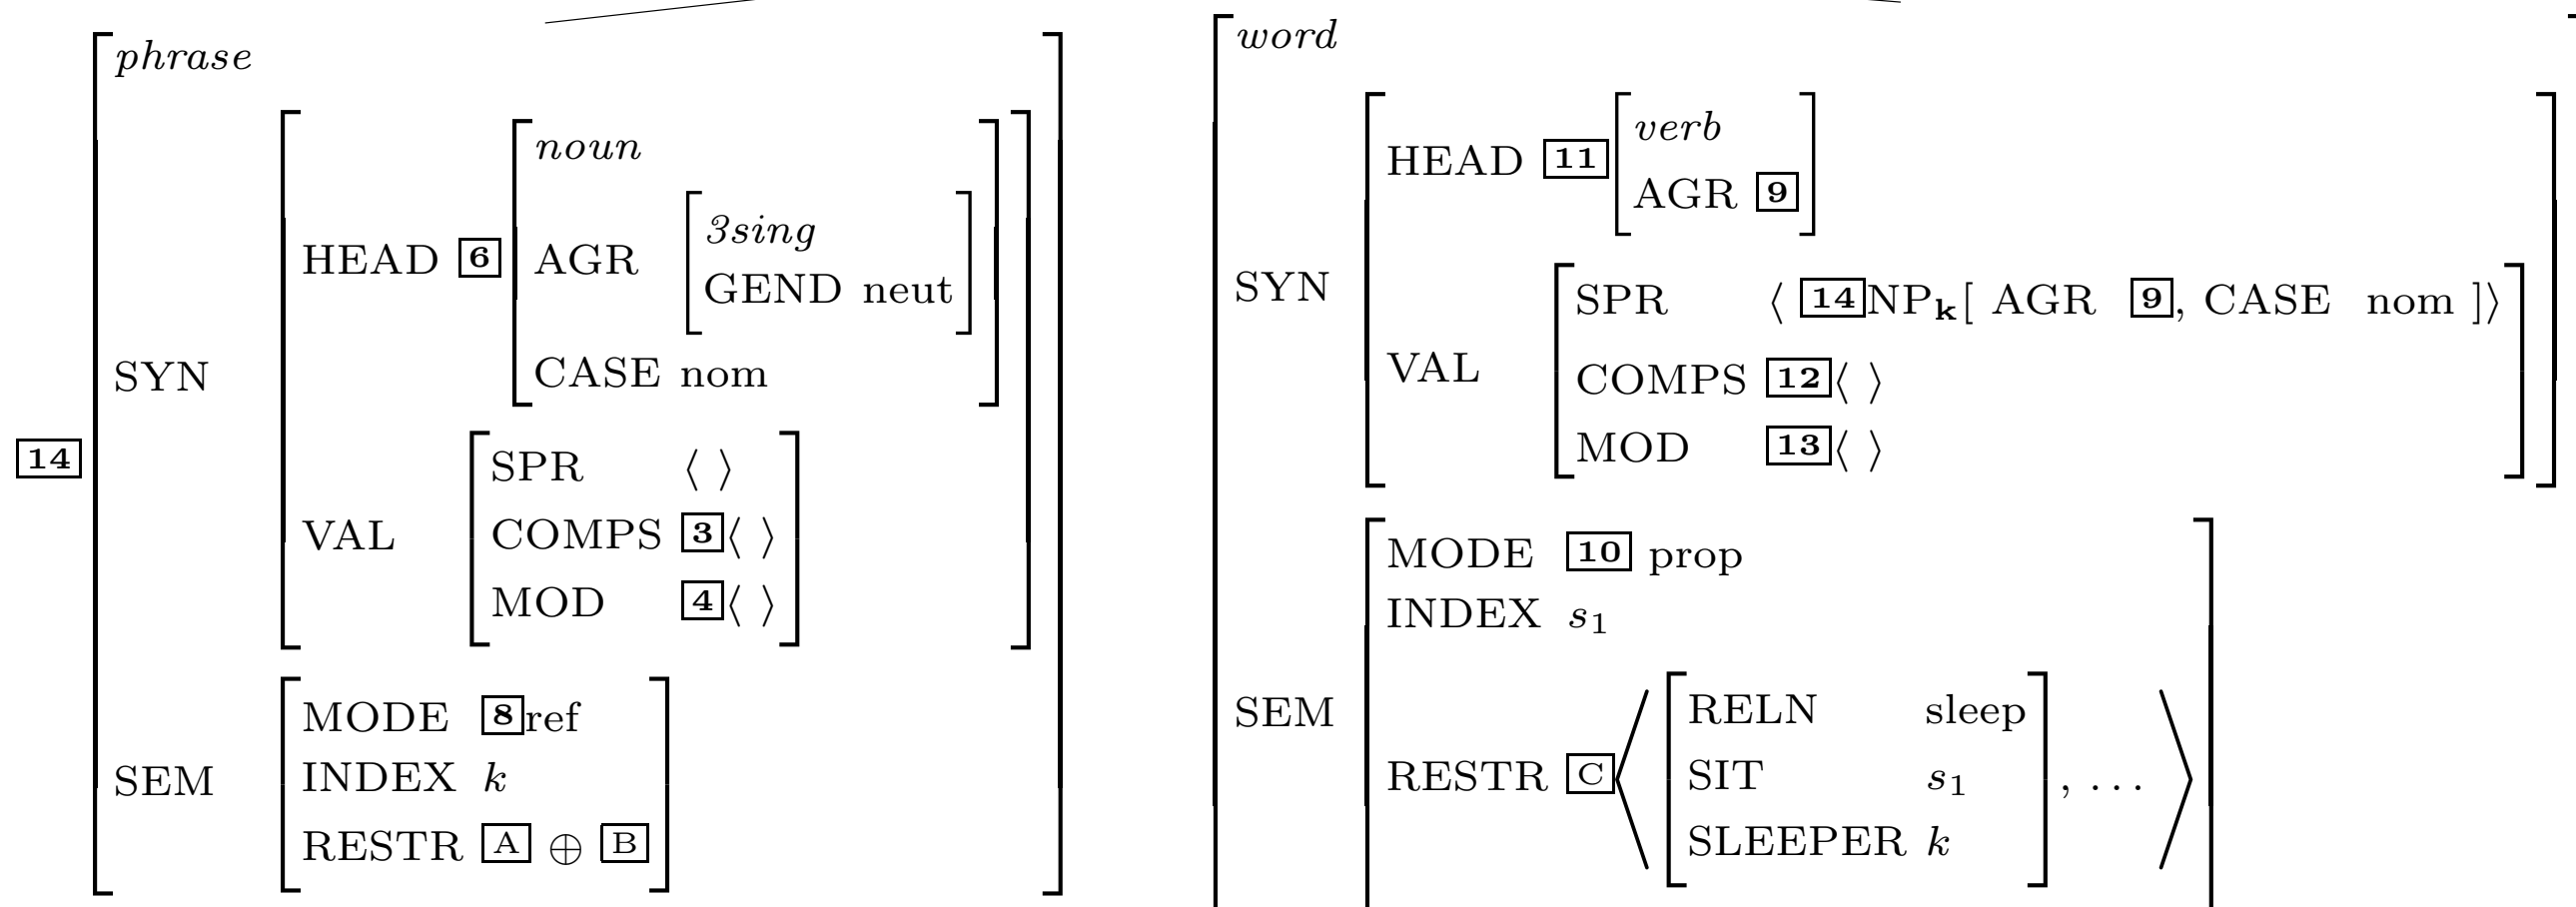 phrase
noun
3sing
HEAD 6 AGR
GEND neut
SYN
CASE nom
14
SPR ⟨ ⟩
VAL COMPS 3⟨ ⟩
MOD 4⟨ ⟩
MODE 8ref
SEM INDEX k
RESTR A ⊕ B
word
verb
HEAD 11
AGR 9
SYN
SPR ⟨ 14NPk[ AGR 9, CASE nom ]⟩
VAL COMPS 12⟨ ⟩
MOD 13⟨ ⟩
MODE 10 prop
INDEX s1
SEM
RELN sleep
RESTR C SIT s1 , ...
SLEEPER k